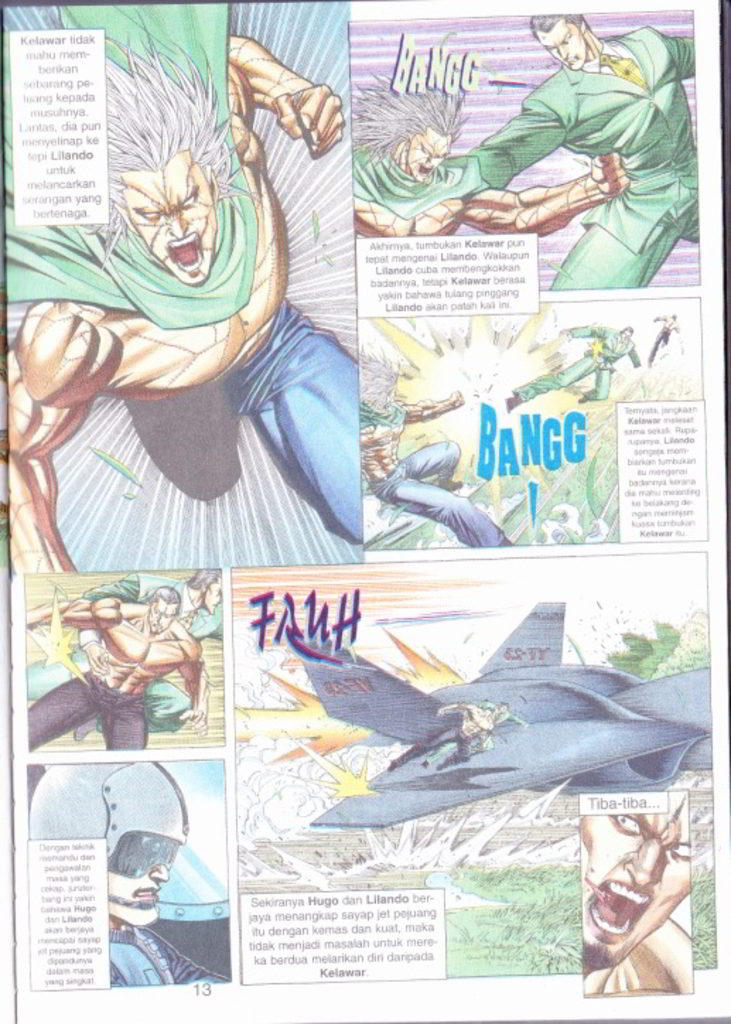 Kelawar tidak
mahu mem-
berikan
sebarang pe-
luang kepada
musuhnya.
Lantas, dia pun
menyelinap ke
tepi Lilando
untuk
melancarkan
serangan yang
bertenaga.
BANGG
Akhirnya, tumbukan Kelawar pun
tepat mengenai Lilando. Walaupun
Lilando cuba membengkokkan
badannya, tetapi Kelawar berasa
yakin bahawa tulang pinggang
Lilando akan patah kali ini.
BANGG
!
Ternyata, jangkaan
Kelawar meleset
sama sekali. Rupa-
rupanya, Lilando
sengaja mem-
biarkan tumbukan
itu mengenai
badannya kerana
dia mahu melenting
ke belakang de-
ngan meminjam
kuasa tumbukan
Kelawar itu.
FAUH
Dengan teknik
memandu dan
pengawalan
masa yang
cekap, juruter-
bang ini yakin
bahawa Hugo
dan Lilando
akan berjaya
mencapai sayap
jet pejuang yang
dipandunya
dalam masa
yang singkat.
Sekiranya Hugo dan Lilando ber-
jaya menangkap sayap jet pejuang
itu dengan kemas dan kuat, maka
tidak menjadi masalah untuk mere-
ka berdua melarikan diri daripada
Kelawar.
Tiba-tiba...
13